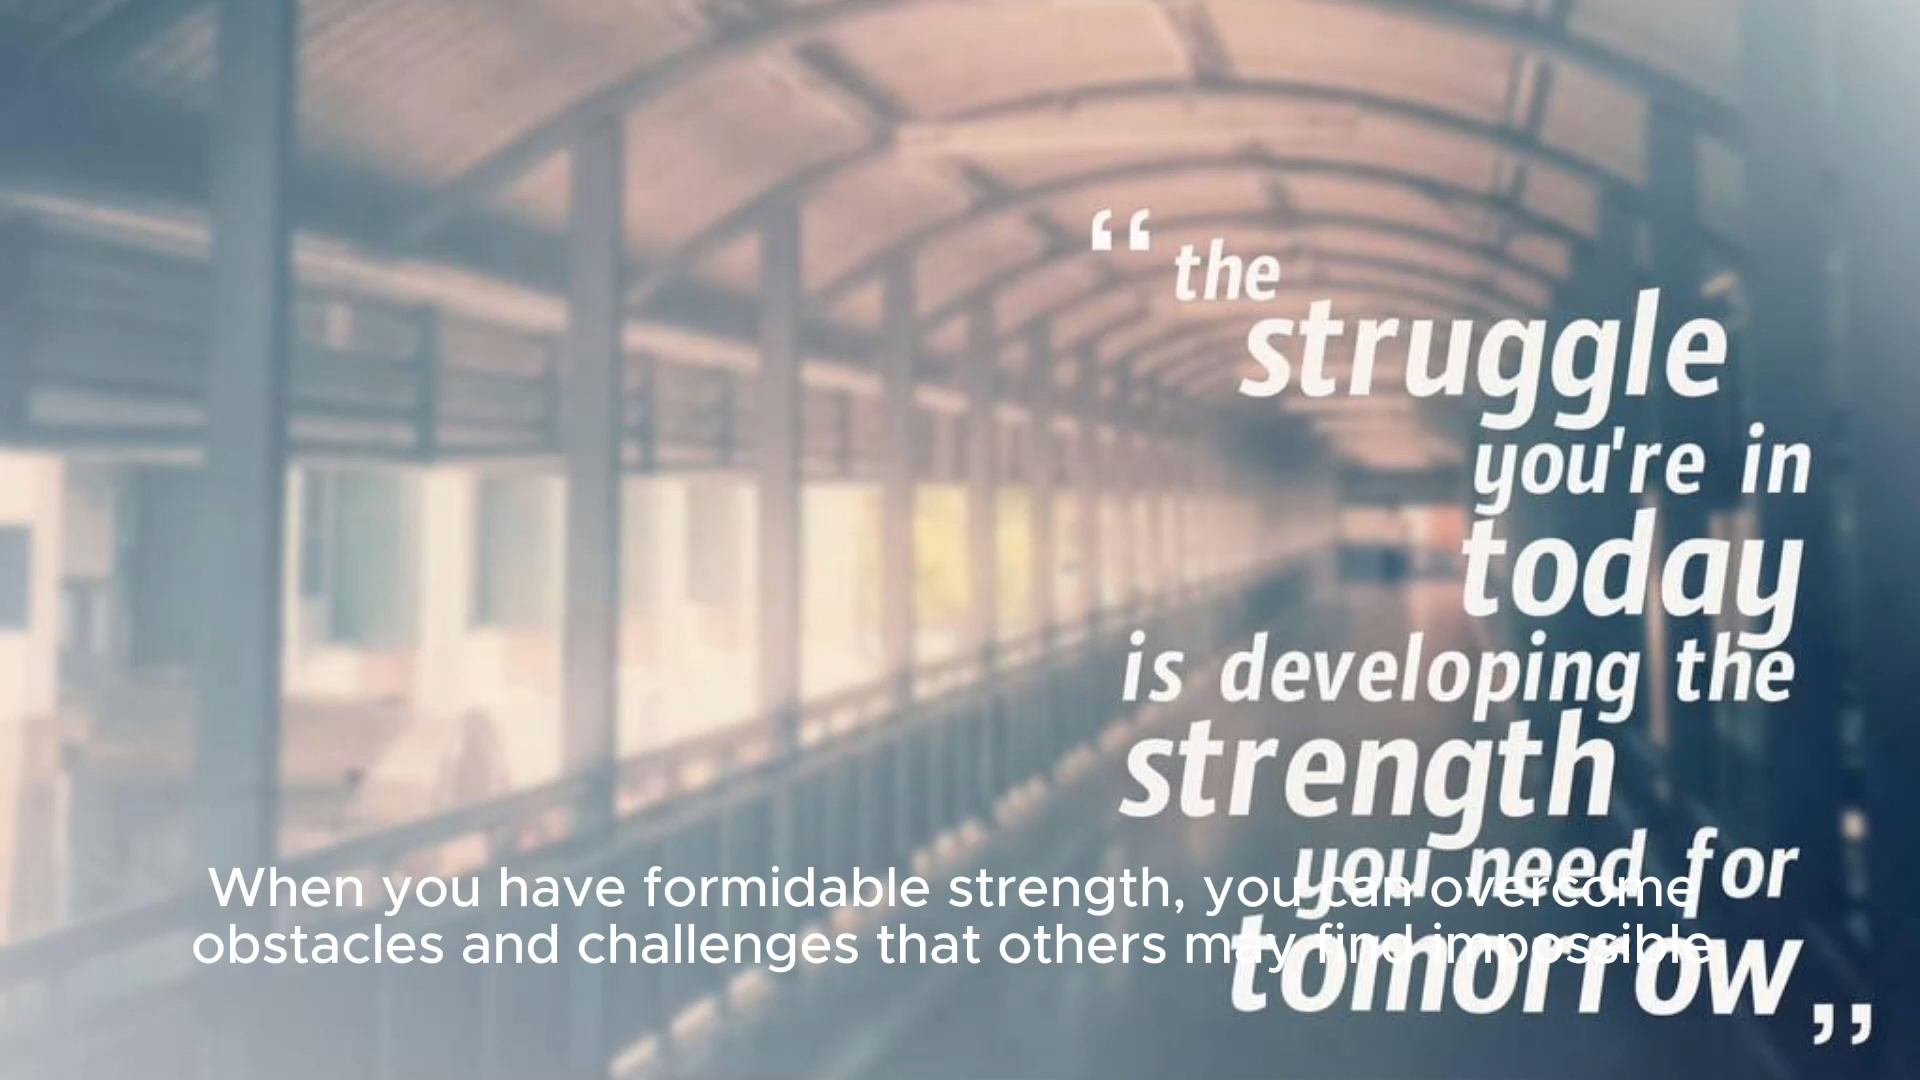 “ the
struggle
you're in
today
is developing the
strength
you need for
tomorrow ”
When you have formidable strength, you can overcome
obstacles and challenges that others may find impossible